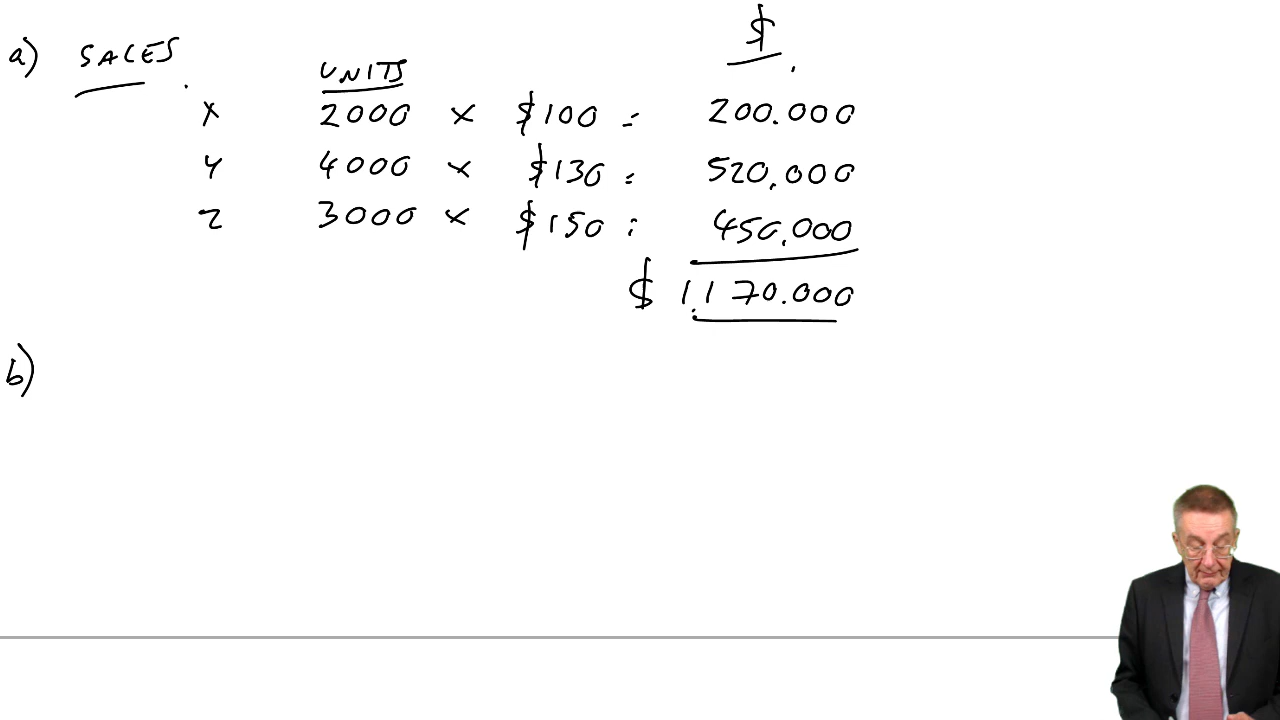 $
a) SALES
UNITS
X 2000 × $100 = 200.000
Y 4000 × $130 = 520,000
Z 3000 × $150 = 450,000
$ 1,170.000
b)